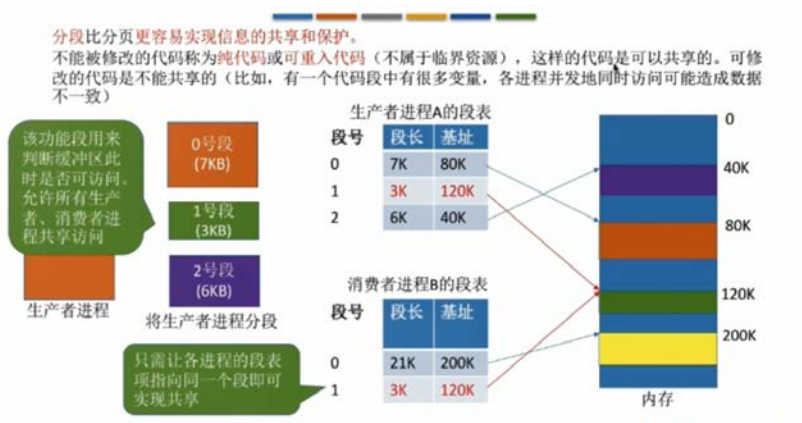 分段比分页更容易实现信息的共享和保护。
不能被修改的代码称为纯代码或可重入代码（不属于临界资源），这样的代码是可以共享的。可修
改的代码是不能共享的（比如，有一个代码段中有很多变量，各进程并发地同时访问可能造成数据
不一致）
该功能段用来
判断缓冲区此
时是否可访问。
允许所有生产
者、消费者进
程共享访问
生产者进程
0号段
(7KB)
1号段
(3KB)
2号段
(6KB)
将生产者进程分段
只需让各进程的段表
项指向同一个段即可
实现共享
生产者进程A的段表
段号 段长 基址
0 7K 80K
1 3K 120K
2 6K 40K
消费者进程B的段表
段号 段长 基址
0 21K 200K
1 3K 120K
0
40K
80K
120K
200K
内存